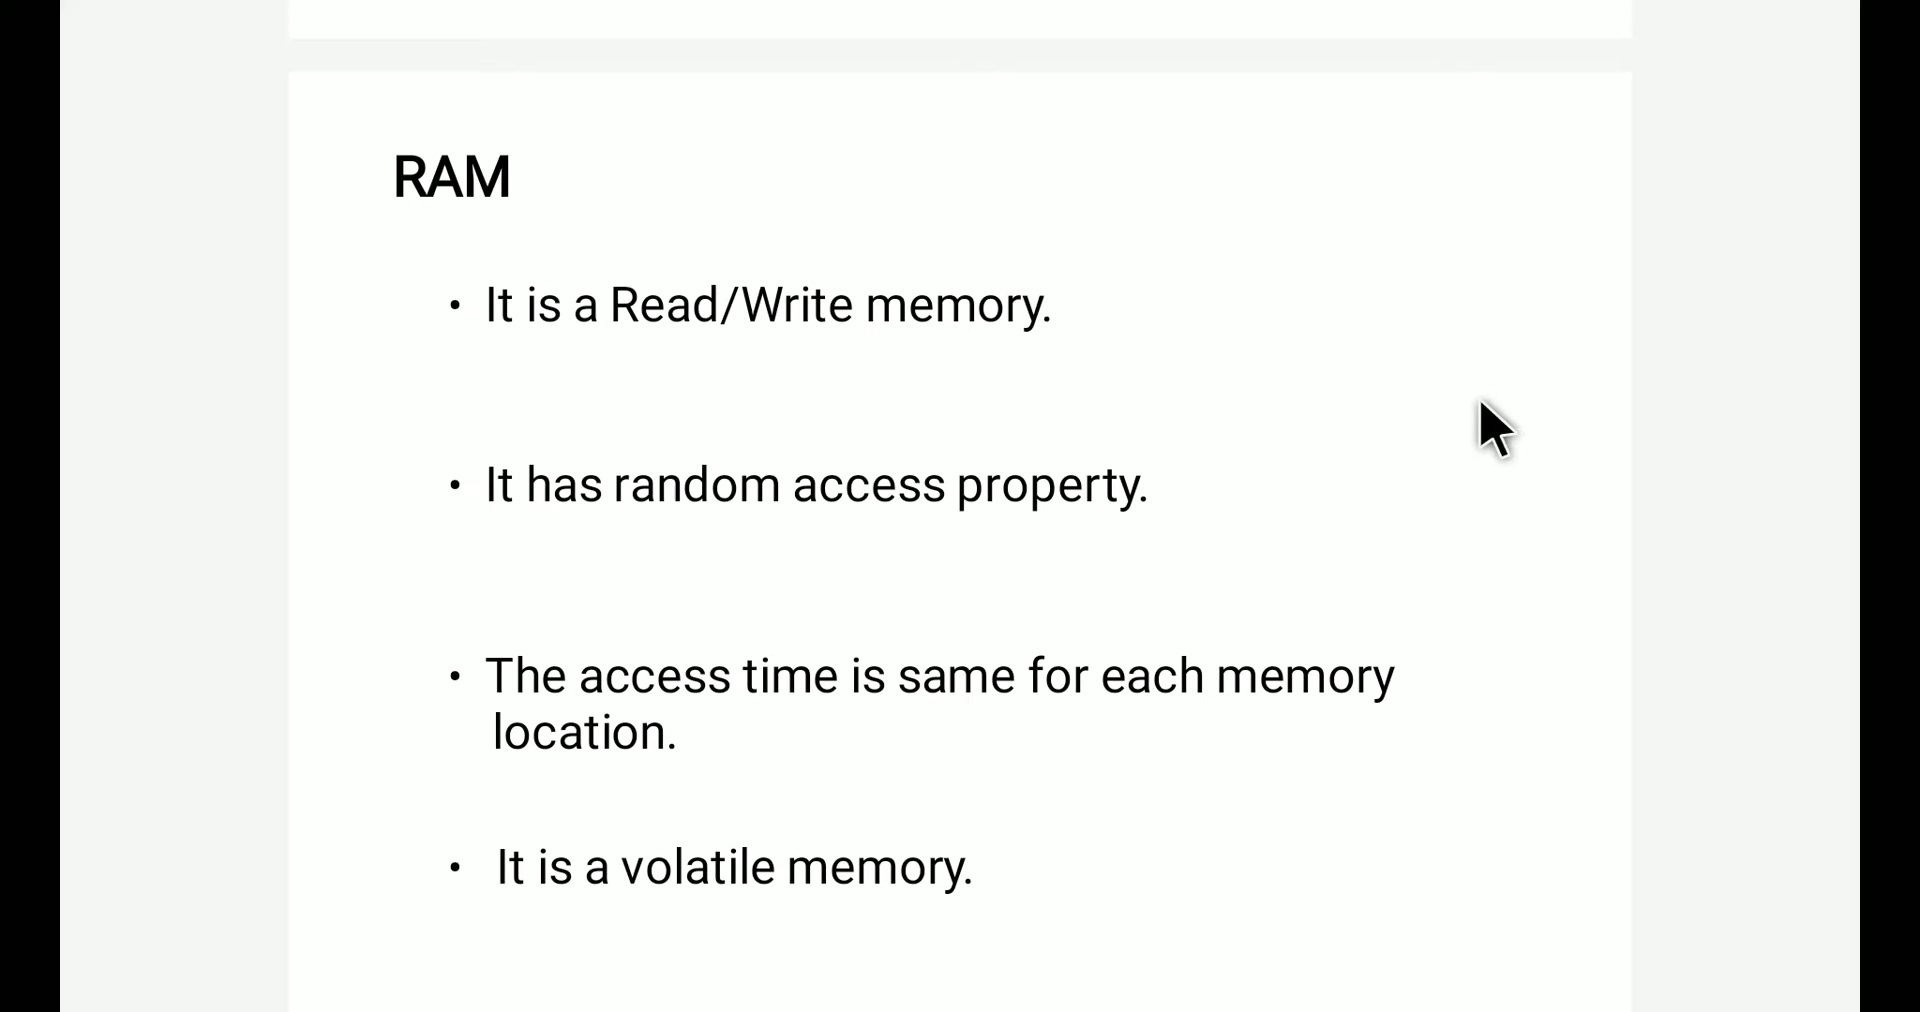 RAM
• It is a Read/Write memory.
• It has random access property.
• The access time is same for each memory
location.
• It is a volatile memory.